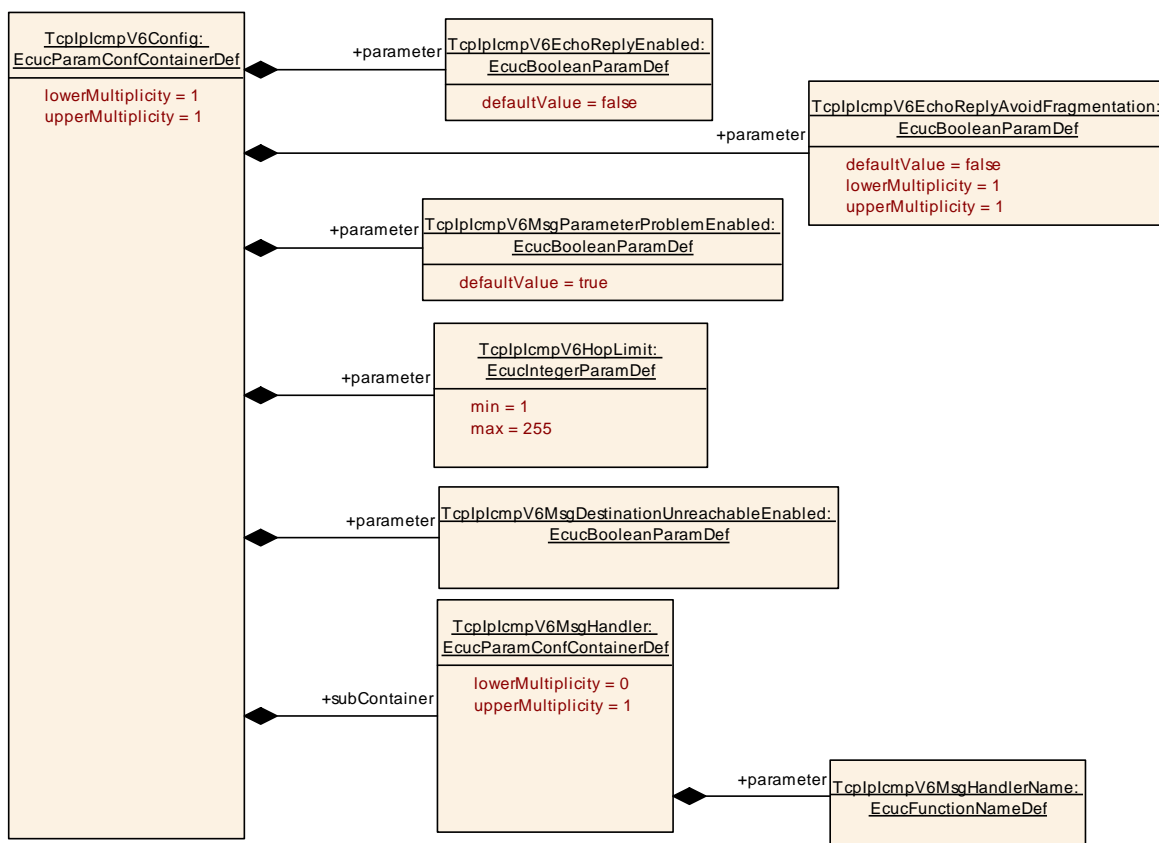 TcpIpIcmpV6Config:
EcucParamConfContainerDef
lowerMultiplicity = 1
upperMultiplicity = 1
+parameter
TcpIpIcmpV6EchoReplyEnabled:
EcucBooleanParamDef
defaultValue = false
+parameter
TcpIpIcmpV6EchoReplyAvoidFragmentation:
EcucBooleanParamDef
defaultValue = false
lowerMultiplicity = 1
upperMultiplicity = 1
+parameter
TcpIpIcmpV6MsgParameterProblemEnabled:
EcucBooleanParamDef
defaultValue = true
+parameter
TcpIpIcmpV6HopLimit:
EcucIntegerParamDef
min = 1
max = 255
+parameter
TcpIpIcmpV6MsgDestinationUnreachableEnabled:
EcucBooleanParamDef
+subContainer
TcpIpIcmpV6MsgHandler:
EcucParamConfContainerDef
lowerMultiplicity = 0
upperMultiplicity = 1
+parameter
TcpIpIcmpV6MsgHandlerName:
EcucFunctionNameDef